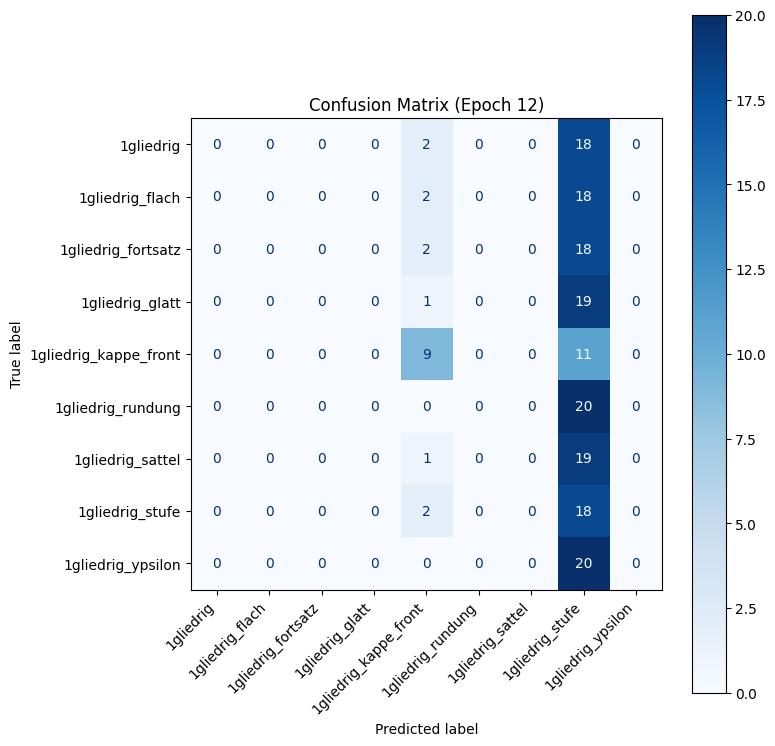 Confusion Matrix (Epoch 12)
True label
1gliedrig 0 0 0 0 2 0 0 18 0
1gliedrig_flach 0 0 0 0 2 0 0 18 0
1gliedrig_fortsatz 0 0 0 0 2 0 0 18 0
1gliedrig_glatt 0 0 0 0 1 0 0 19 0
1gliedrig_kappe_front 0 0 0 0 9 0 0 11 0
1gliedrig_rundung 0 0 0 0 0 0 0 20 0
1gliedrig_sattel 0 0 0 0 1 0 0 19 0
1gliedrig_stufe 0 0 0 0 2 0 0 18 0
1gliedrig_ypsilon 0 0 0 0 0 0 0 20 0
1gliedrig
1gliedrig_flach
1gliedrig_fortsatz
1gliedrig_glatt
1gliedrig_kappe_front
1gliedrig_rundung
1gliedrig_sattel
1gliedrig_stufe
1gliedrig_ypsilon
Predicted label
20.0
17.5
15.0
12.5
10.0
7.5
5.0
2.5
0.0